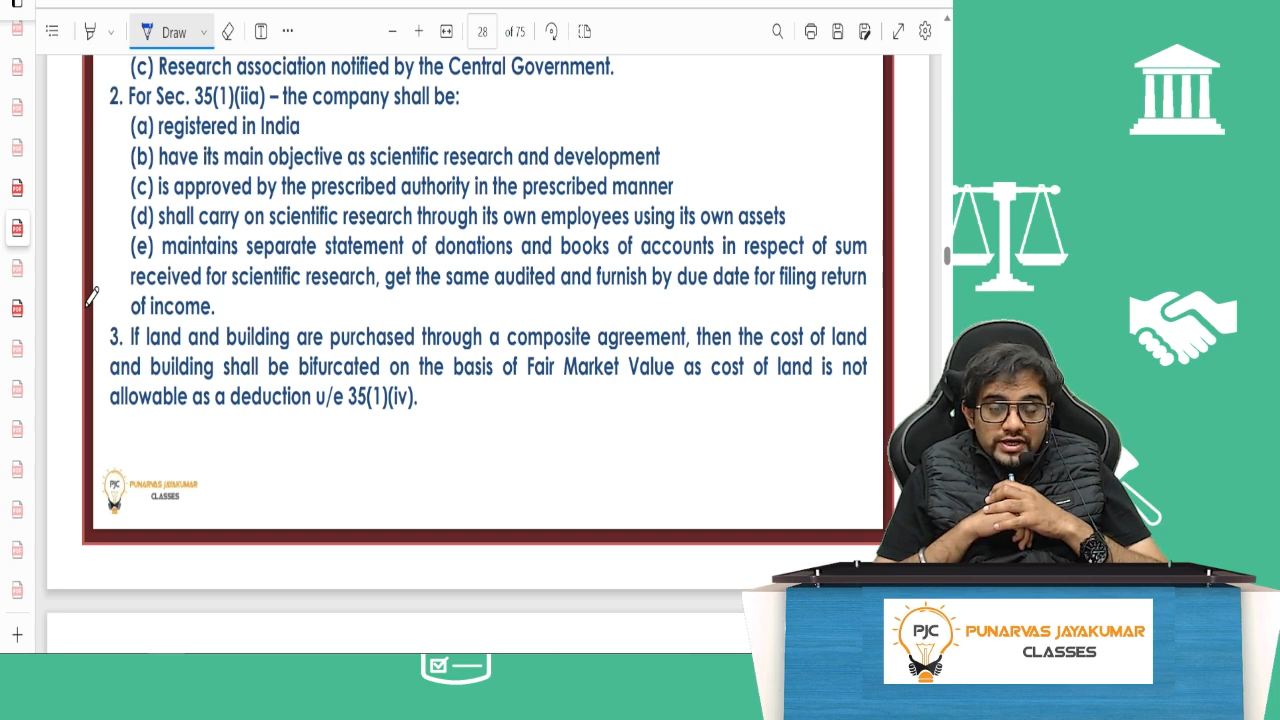 Draw
28
of 75
(c) Research association notified by the Central Government.
2. For Sec. 35(1)(iia) – the company shall be:
(a) registered in India
(b) have its main objective as scientific research and development
(c) is approved by the prescribed authority in the prescribed manner
(d) shall carry on scientific research through its own employees using its own assets
(e) maintains separate statement of donations and books of accounts in respect of sum
received for scientific research, get the same audited and furnish by due date for filing return
of income.
3. If land and building are purchased through a composite agreement, then the cost of land
and building shall be bifurcated on the basis of Fair Market Value as cost of land is not
allowable as a deduction u/e 35(1)(iv).
PJC
PUNARVAS JAYAKUMAR
CLASSES
PJC
PUNARVAS JAYAKUMAR
CLASSES